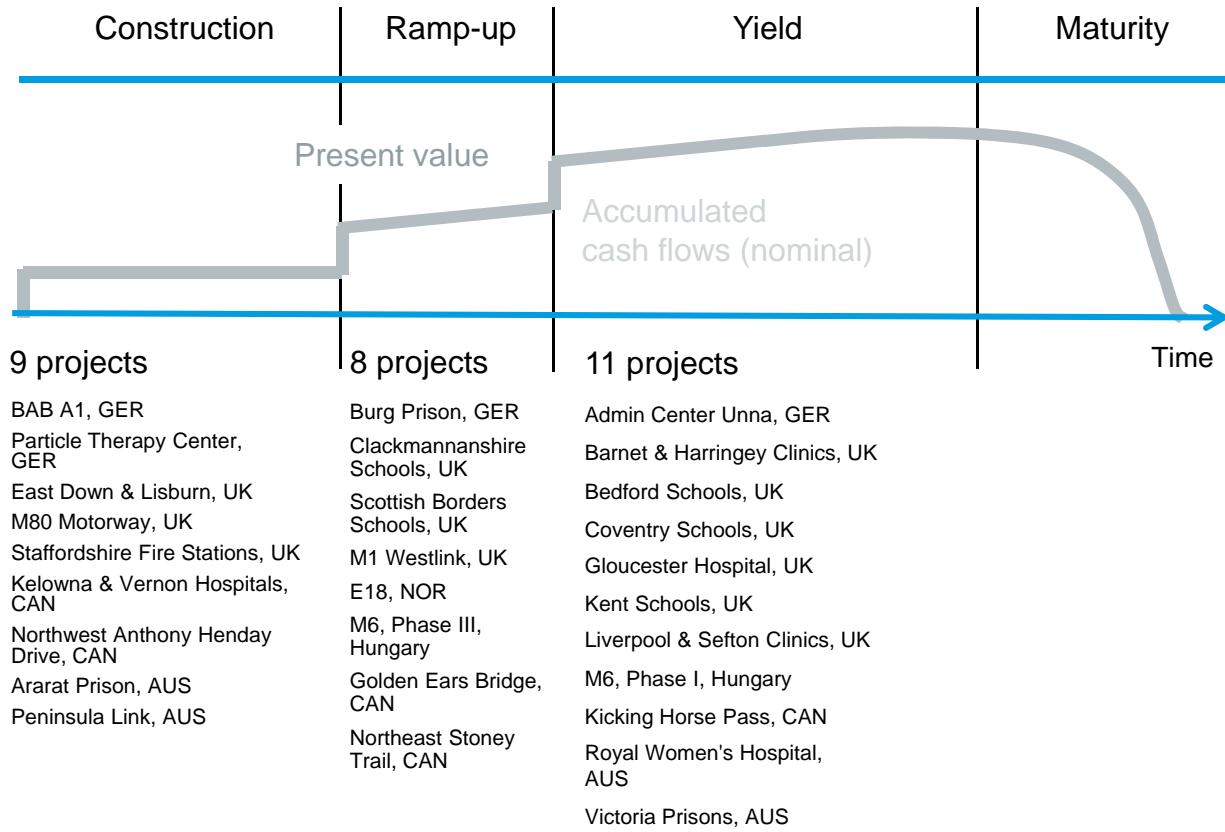 Construction
Ramp-up
Yield
Maturity
Present value
Accumulated
cash flows (nominal)
Time
9 projects
BAB A1, GER
Particle Therapy Center,
GER
East Down & Lisburn, UK
M80 Motorway, UK
Staffordshire Fire Stations, UK
Kelowna & Vernon Hospitals,
CAN
Northwest Anthony Henday
Drive, CAN
Ararat Prison, AUS
Peninsula Link, AUS
8 projects
Burg Prison, GER
Clackmannanshire
Schools, UK
Scottish Borders
Schools, UK
M1 Westlink, UK
E18, NOR
M6, Phase III,
Hungary
Golden Ears Bridge,
CAN
Northeast Stoney
Trail, CAN
11 projects
Admin Center Unna, GER
Barnet & Harringey Clinics, UK
Bedford Schools, UK
Coventry Schools, UK
Gloucester Hospital, UK
Kent Schools, UK
Liverpool & Sefton Clinics, UK
M6, Phase I, Hungary
Kicking Horse Pass, CAN
Royal Women's Hospital,
AUS
Victoria Prisons, AUS